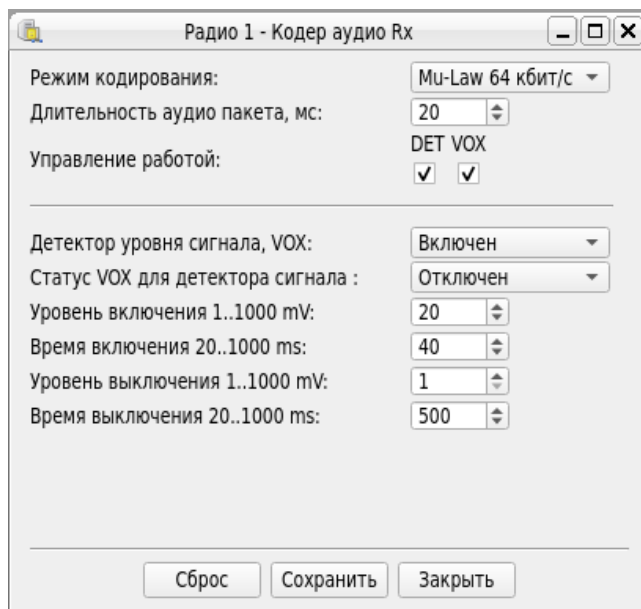 Радио 1 - Кодер аудио Rx
Режим кодирования: Mu-Law 64 кбит/с
Длительность аудио пакета, мс: 20
DET VOX
Управление работой:
Детектор уровня сигнала, VOX: Включен
Статус VOX для детектора сигнала : Отключен
Уровень включения 1..1000 mV: 20
Время включения 20..1000 ms: 40
Уровень выключения 1..1000 mV: 1
Время выключения 20..1000 ms: 500
Сброс Сохранить Закрыть